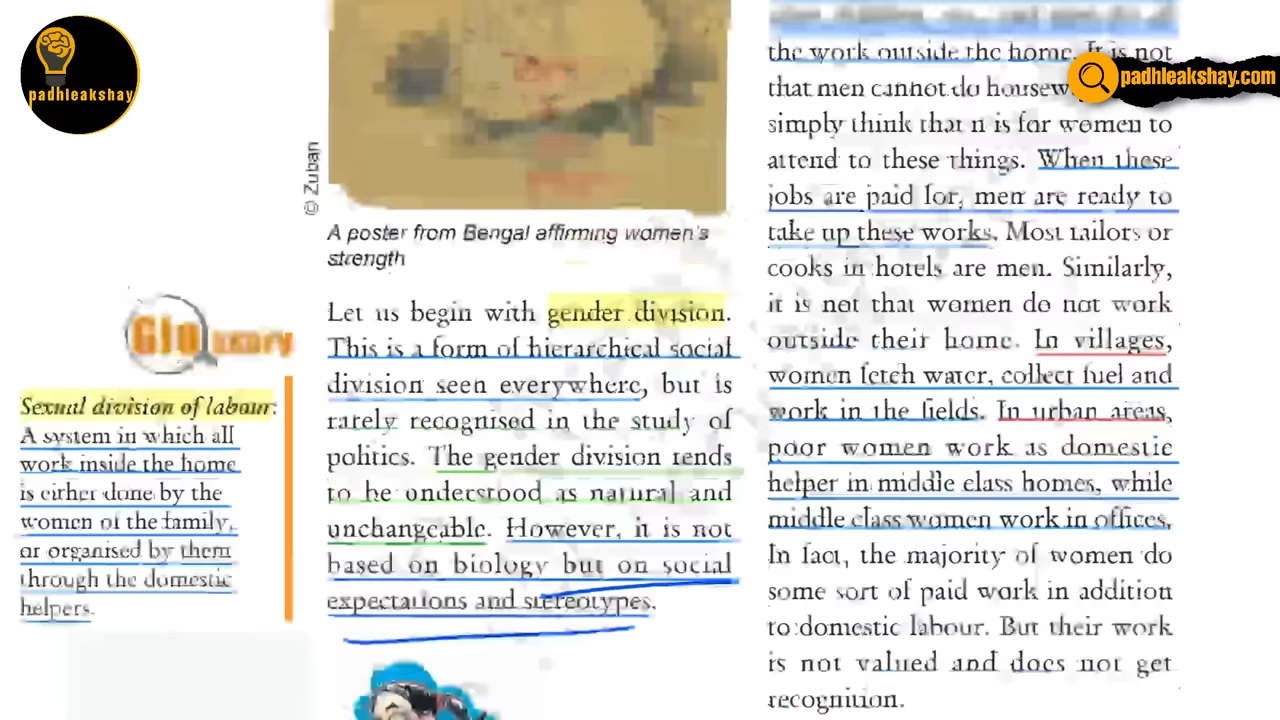 padhleakshay
padhleakshay.com
© Zuban
A poster from Bengal affirming women's
strength
Glossary
Sexual division of labour:
A system in which all
work inside the home
is either done by the
women of the family,
or organised by them
through the domestic
helpers.
Let us begin with gender division.
This is a form of hierarchical social
division seen everywhere, but is
rarely recognised in the study of
politics. The gender division tends
to be understood as natural and
unchangeable. However, it is not
based on biology but on social
expectations and stereotypes.
the work outside the home. It is not
that men cannot do
simply think that it is for women to
attend to these things. When these
jobs are paid for, men are ready to
take up these works. Most tailors or
cooks in hotels are men. Similarly,
it is not that women do not work
outside their home. In villages,
women fetch water, collect fuel and
work in the fields. In urban areas,
poor women work as domestic
helper in middle class homes, while
middle class women work in offices.
In fact, the majority of women do
some sort of paid work in addition
to domestic labour. But their work
is not valued and does not get
recognition.